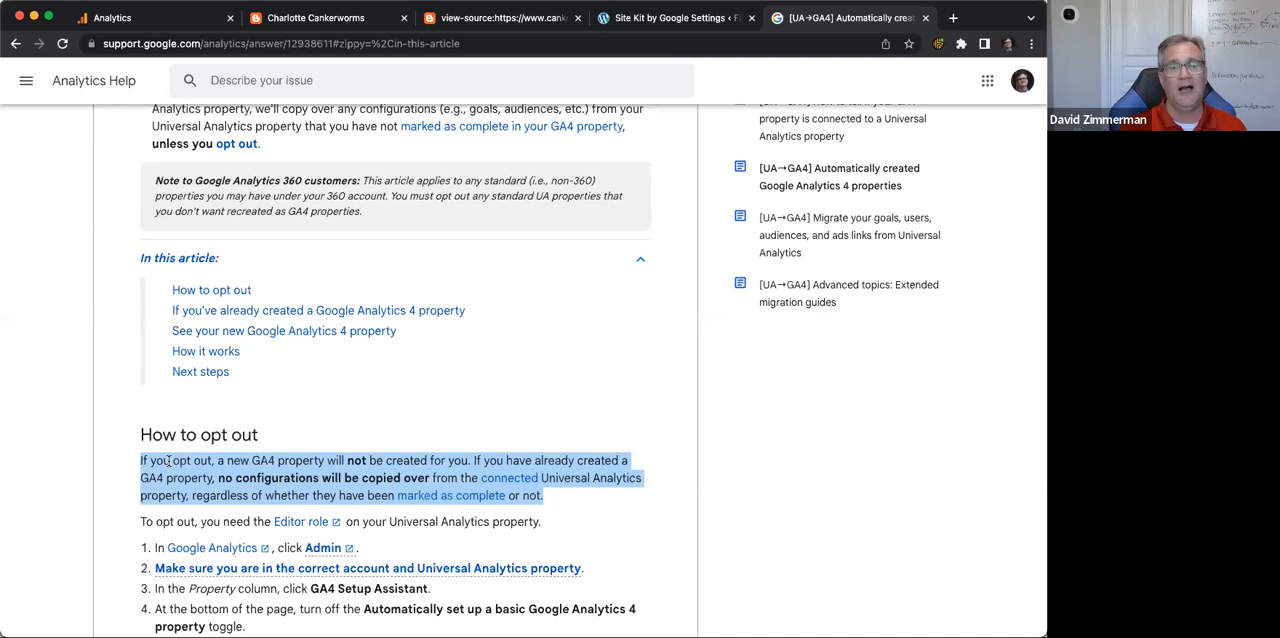 Analytics
Charlotte Cankerworms
view-source:https://www.cank
Site Kit by Google Settings ‹ F
[UA→GA4] Automatically creat
support.google.com/analytics/answer/12938611#zippy=%2Cin-this-article
Analytics Help
Describe your issue
David Zimmerman
Analytics property, we'll copy over any configurations (e.g., goals, audiences, etc.) from your
Universal Analytics property that you have not marked as complete in your GA4 property,
unless you opt out.
Note to Google Analytics 360 customers: This article applies to any standard (i.e., non-360)
properties you may have under your 360 account. You must opt out any standard UA properties that
you don't want recreated as GA4 properties.
In this article:
How to opt out
If you've already created a Google Analytics 4 property
See your new Google Analytics 4 property
How it works
Next steps
How to opt out
If you opt out, a new GA4 property will not be created for you. If you have already created a
GA4 property, no configurations will be copied over from the connected Universal Analytics
property, regardless of whether they have been marked as complete or not.
To opt out, you need the Editor role on your Universal Analytics property.
1. In Google Analytics, click Admin.
2. Make sure you are in the correct account and Universal Analytics property.
3. In the Property column, click GA4 Setup Assistant.
4. At the bottom of the page, turn off the Automatically set up a basic Google Analytics 4
property toggle.
property is connected to a Universal
Analytics property
[UA→GA4] Automatically created
Google Analytics 4 properties
[UA→GA4] Migrate your goals, users,
audiences, and ads links from Universal
Analytics
[UA→GA4] Advanced topics: Extended
migration guides